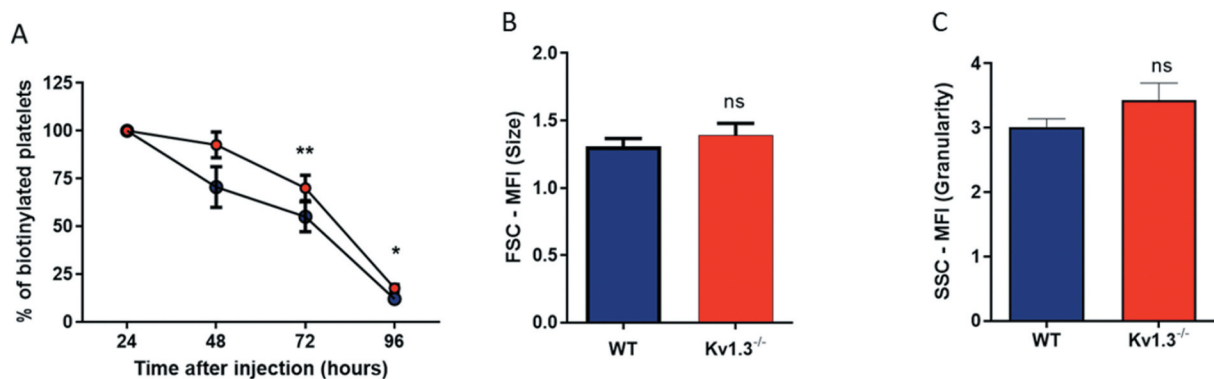 A
% of biotinylated platelets
125
100
75
50
25
0
**
*
24 48 72 96
Time after injection (hours)
B
FSC - MFI (Size)
2.0
1.5
1.0
0.5
0.0
ns
WT Kv1.3-/-
C
SSC - MFI (Granularity)
4
3
2
1
0
ns
WT Kv1.3-/-